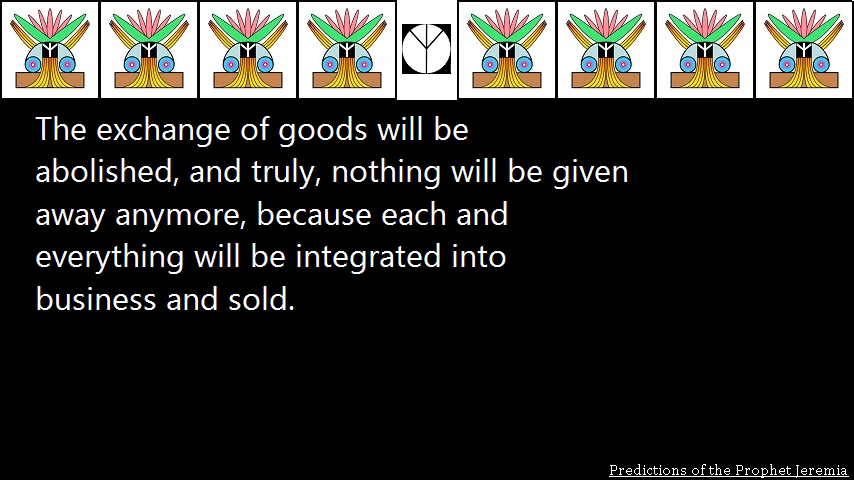 The exchange of goods will be
abolished, and truly, nothing will be given
away anymore, because each and
everything will be integrated into
business and sold.
Predictions of the Prophet Jeremia